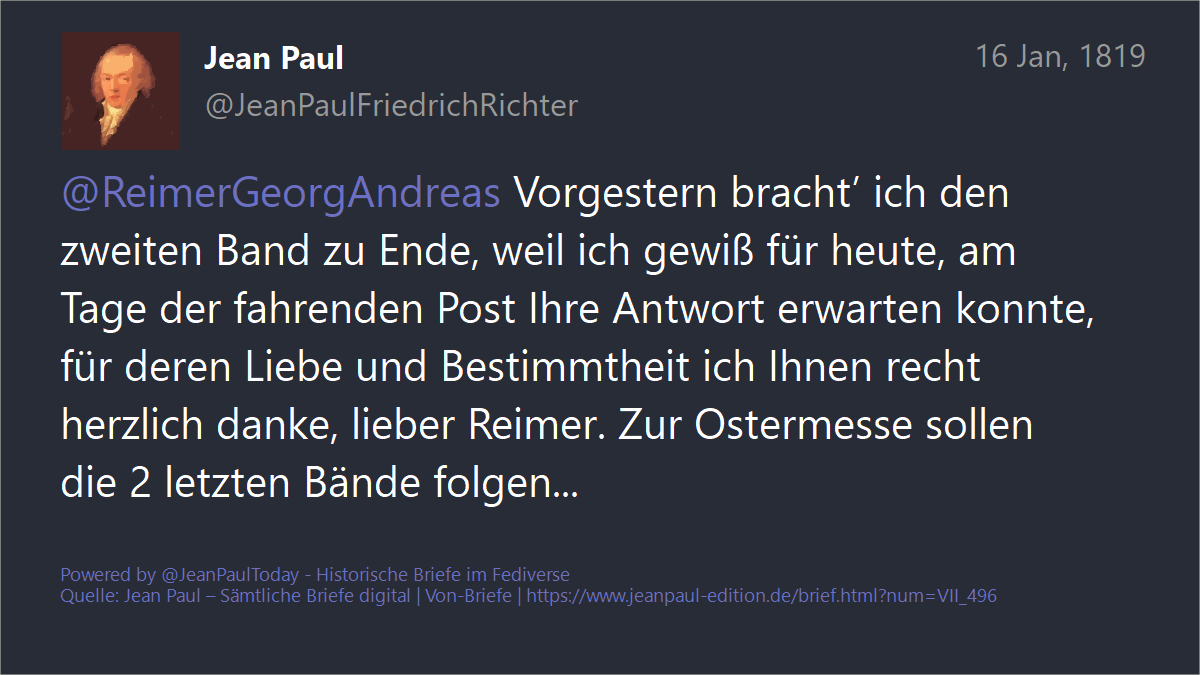 Jean Paul
16 Jan, 1819
@JeanPaulFriedrichRichter
@ReimerGeorgAndreas Vorgestern bracht’ ich den
zweiten Band zu Ende, weil ich gewiß für heute, am
Tage der fahrenden Post Ihre Antwort erwarten konnte,
für deren Liebe und Bestimmtheit ich Ihnen recht
herzlich danke, lieber Reimer. Zur Ostermesse sollen
die 2 letzten Bände folgen...
Powered by @JeanPaulToday - Historische Briefe im Fediverse
Quelle: Jean Paul – Sämtliche Briefe digital | Von-Briefe | https://www.jeanpaul-edition.de/brief.html?num=VII_496